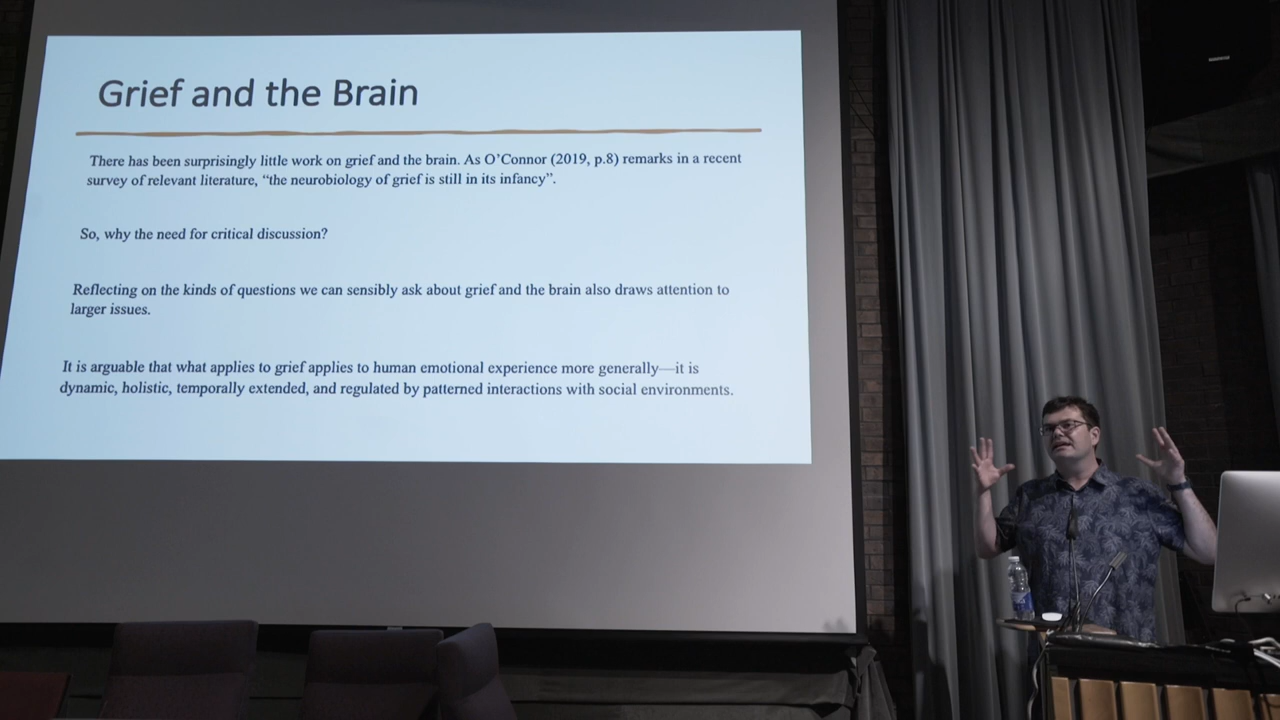 Grief and the Brain
There has been surprisingly little work on grief and the brain. As O’Connor (2019, p.8) remarks in a recent
survey of relevant literature, “the neurobiology of grief is still in its infancy”.
So, why the need for critical discussion?
Reflecting on the kinds of questions we can sensibly ask about grief and the brain also draws attention to
larger issues.
It is arguable that what applies to grief applies to human emotional experience more generally—it is
dynamic, holistic, temporally extended, and regulated by patterned interactions with social environments.